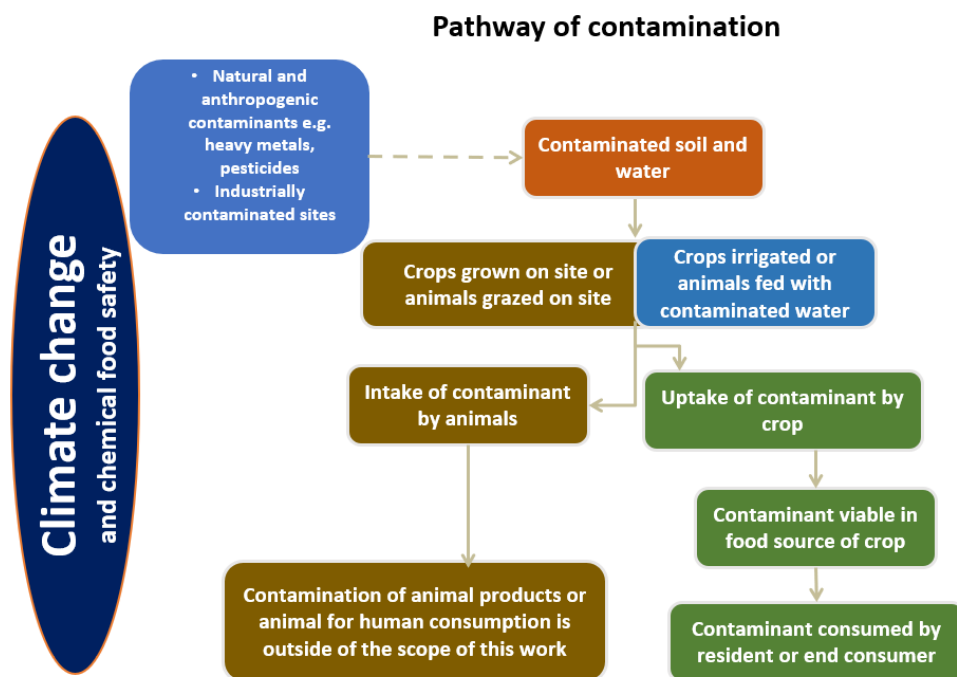 Pathway of contamination
• Natural and
anthropogenic
contaminants e.g.
heavy metals,
pesticides
• Industrially
contaminated sites
Contaminated soil and
water
Climate change
and chemical food safety
Crops grown on site or
animals grazed on site
Crops irrigated or
animals fed with
contaminated water
Intake of contaminant
by animals
Uptake of contaminant by
crop
Contaminant viable in
food source of crop
Contamination of animal products or
animal for human consumption is
outside of the scope of this work
Contaminant consumed by
resident or end consumer